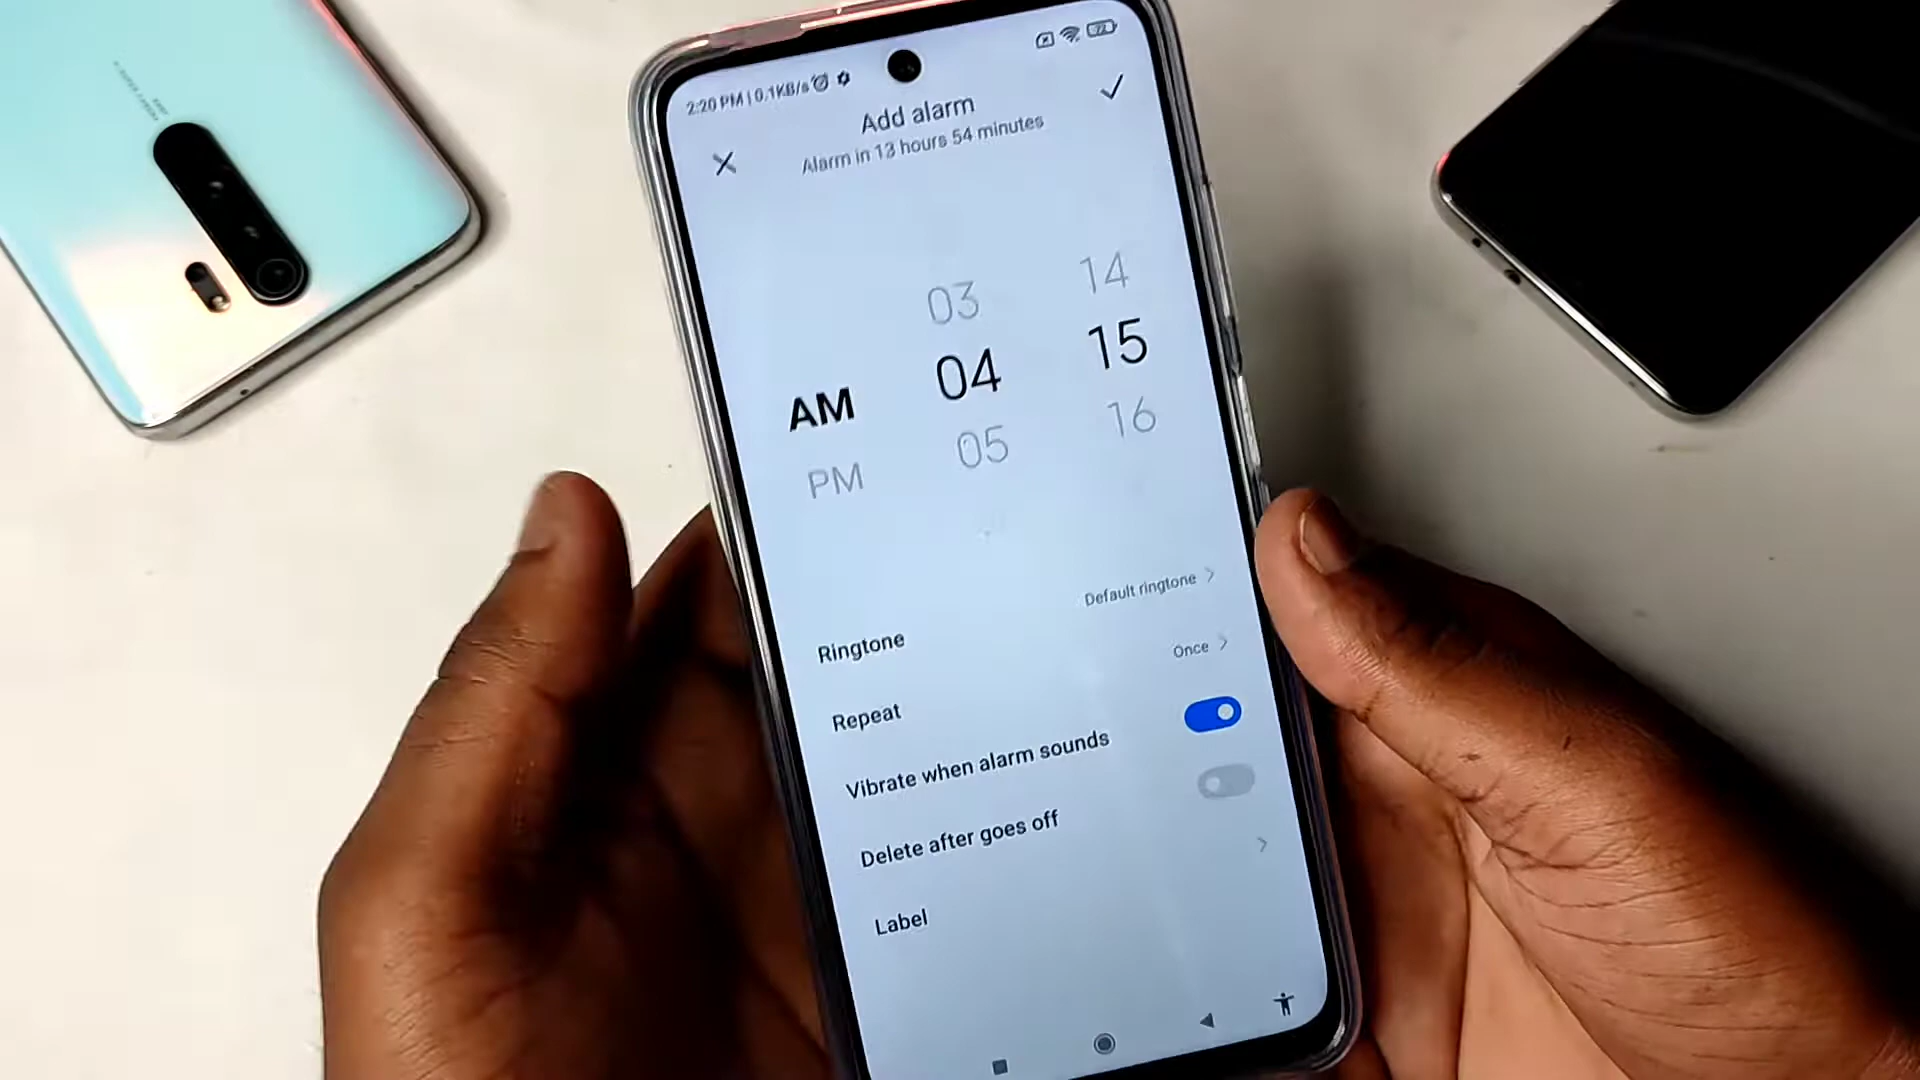 2:20 PM | 0.1KB/s
72
Add alarm
Alarm in 13 hours 54 minutes
03 14
AM 04 15
PM 05 16
Ringtone Default ringtone
Repeat Once
Vibrate when alarm sounds
Delete after goes off
Label